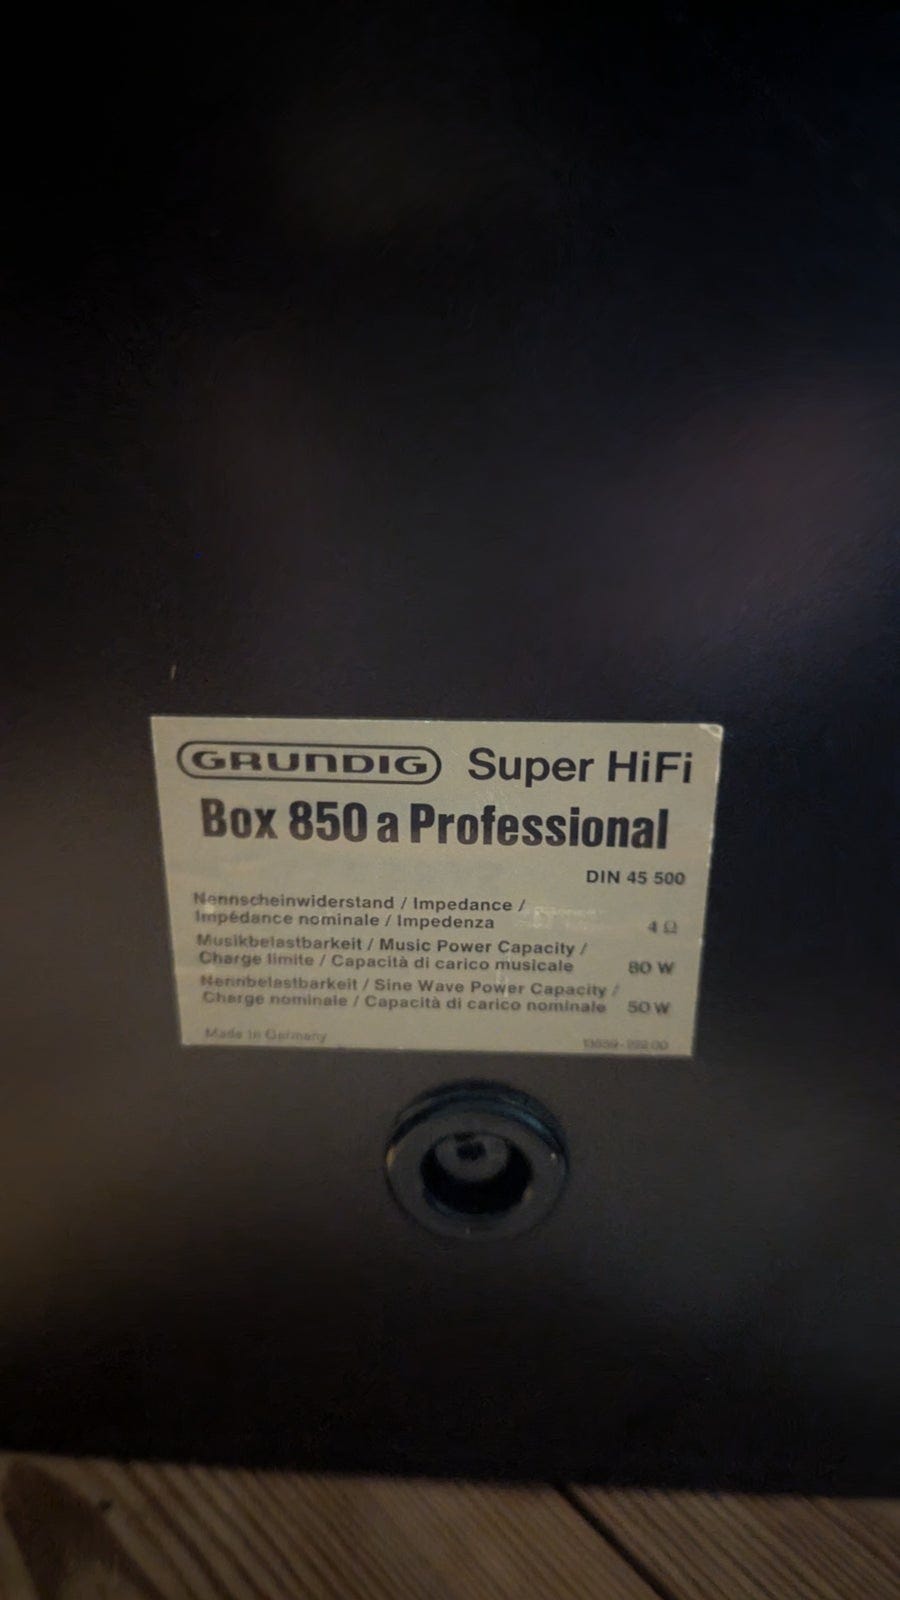 GRUNDIG Super HiFi
Box 850 a Professional
DIN 45 500
Nennscheinwiderstand / Impedance /
Impédance nominale / Impedenza 4 Ω
Musikbelastbarkeit / Music Power Capacity /
Charge limite / Capacità di carico musicale 80 W
Nennbelastbarkeit / Sine Wave Power Capacity /
Charge nominale / Capacità di carico nominale 50 W
Made in Germany